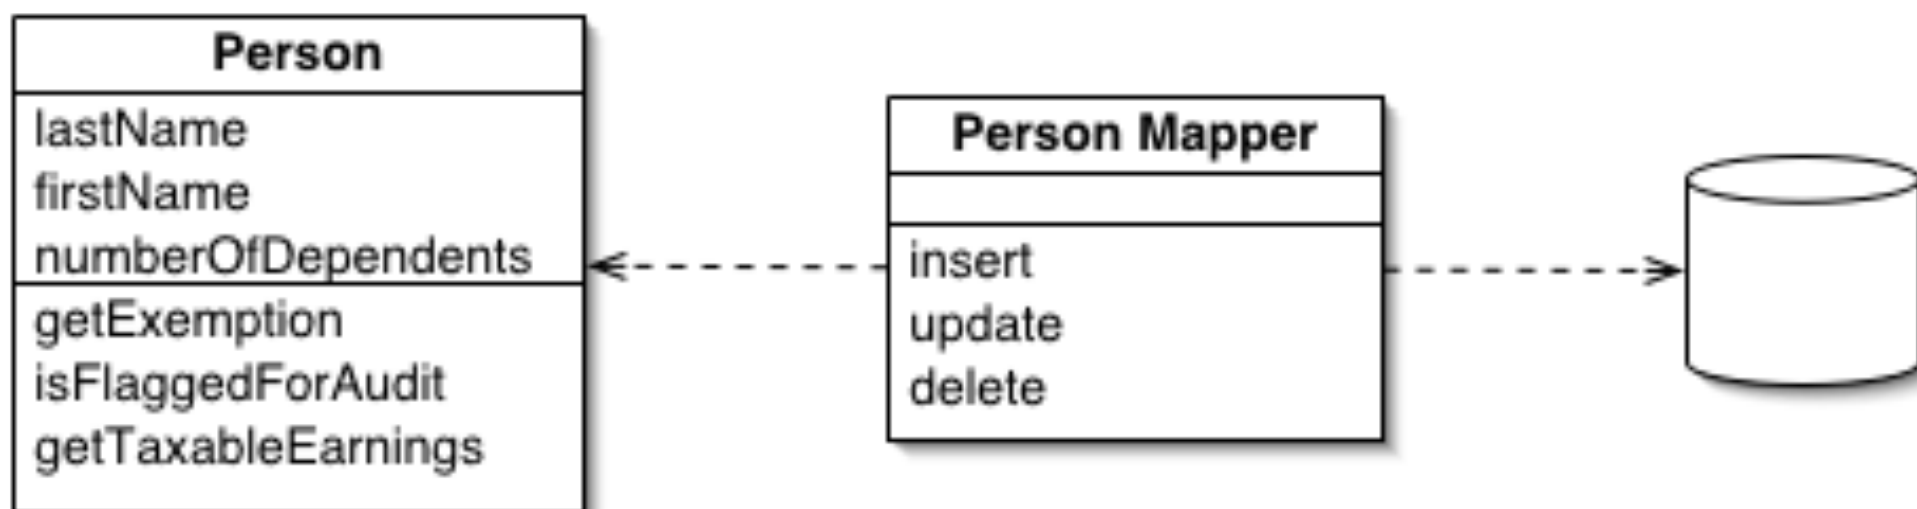 Person
lastName
firstName
numberOfDependents
getExemption
isFlaggedForAudit
getTaxableEarnings
Person Mapper
insert
update
delete